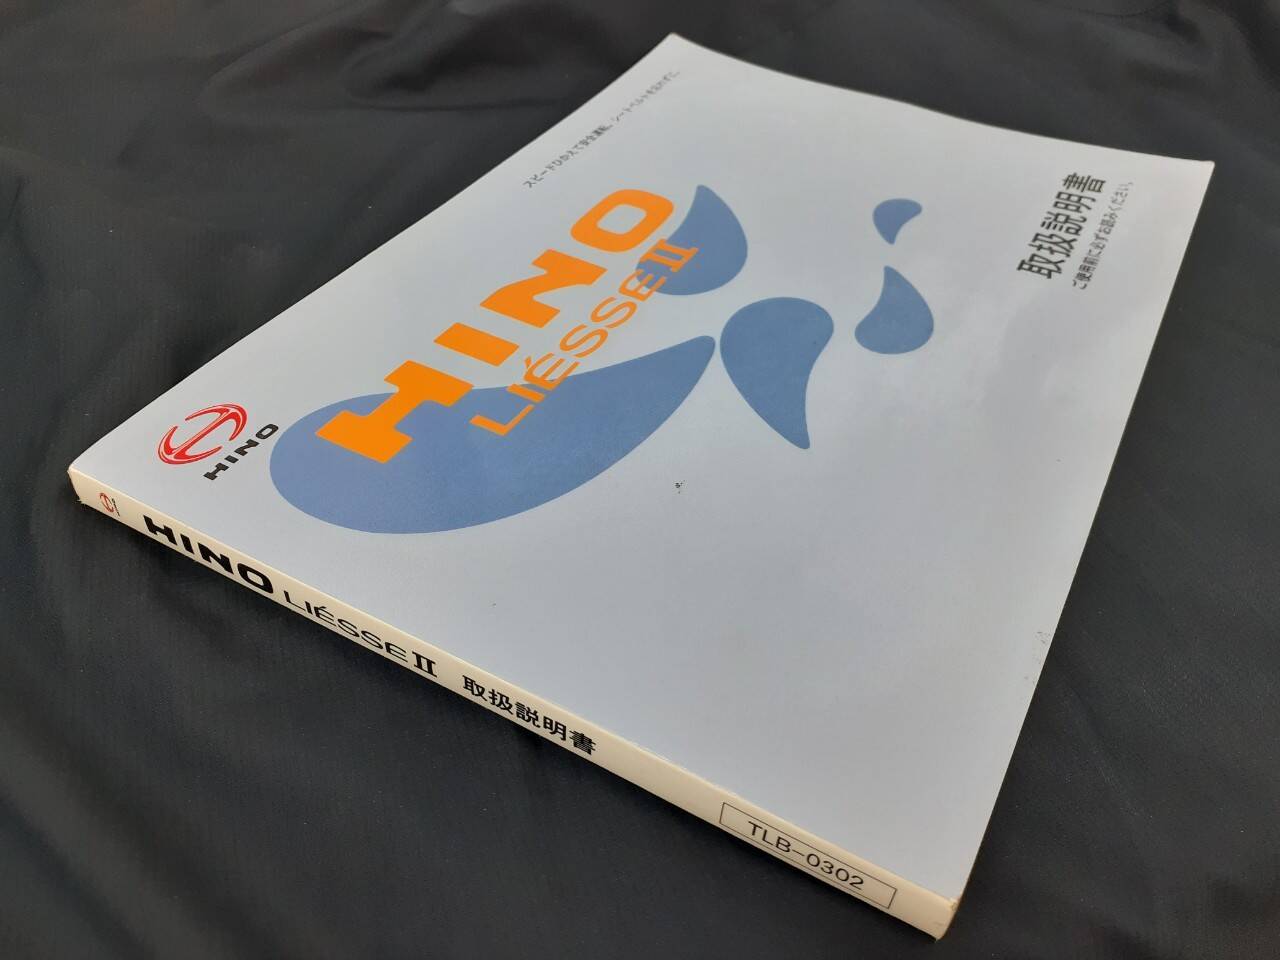 スピードひかえて安全運転。シートベルトを忘れずに。
HINO
LIÉSSE II
取扱説明書
ご使用前に必ずお読みください。
HINO
HINO LIÉSSE II 取扱説明書
TLB-0302